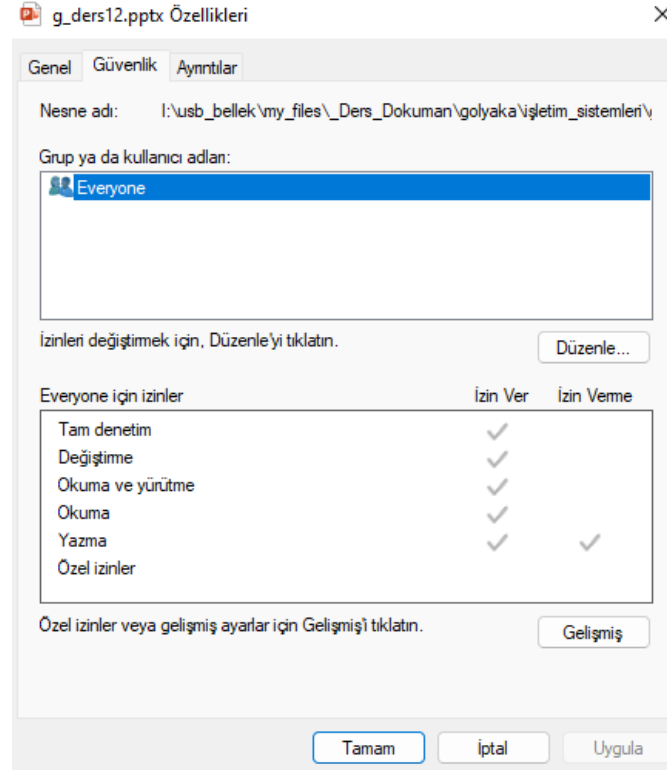 g_ders12.pptx Özellikleri
Genel Güvenlik Ayrıntılar
Nesne adı: I:\usb_bellek\my_files\_Ders_Dokuman\golyaka\işletim_sistemleri\
Grup ya da kullanıcı adları:
Everyone
İzinleri değiştirmek için, Düzenle'yi tıklatın.
Düzenle...
Everyone için izinler İzin Ver İzin Verme
Tam denetim
Değiştirme
Okuma ve yürütme
Okuma
Yazma
Özel izinler
Özel izinler veya gelişmiş ayarlar için Gelişmiş'i tıklatın.
Gelişmiş
Tamam İptal Uygula